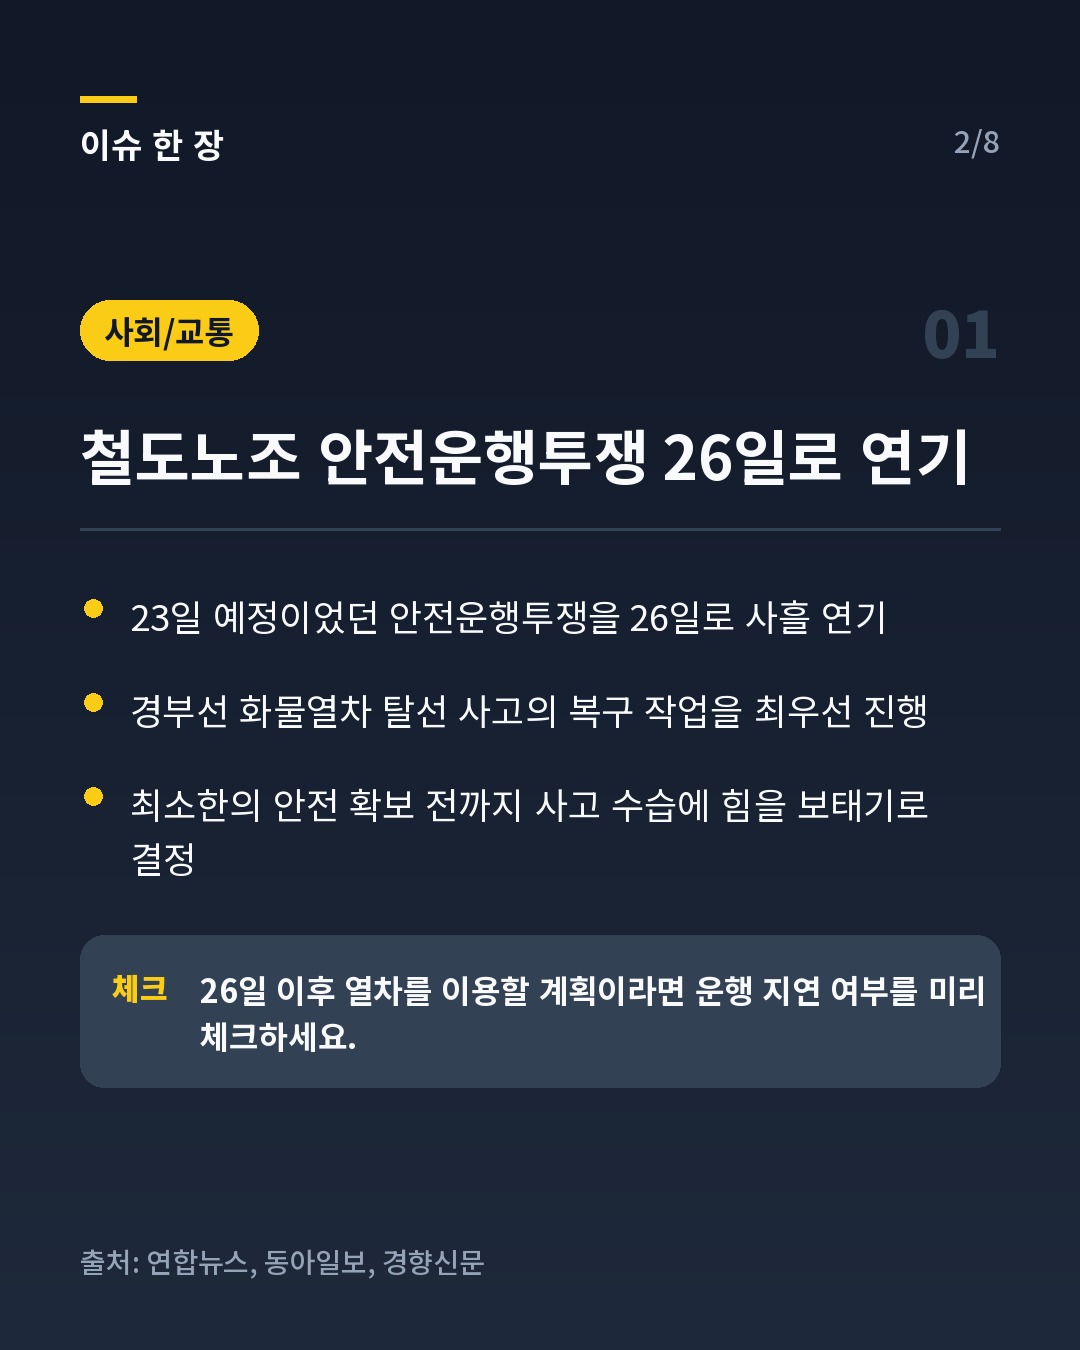 이슈 한 장
2/8
사회/교통
01
철도노조 안전운행투쟁 26일로 연기
23일 예정이었던 안전운행투쟁을 26일로 사흘 연기
경부선 화물열차 탈선 사고의 복구 작업을 최우선 진행
최소한의 안전 확보 전까지 사고 수습에 힘을 보태기로
결정
체크
26일 이후 열차를 이용할 계획이라면 운행 지연 여부를 미리
체크하세요.
출처: 연합뉴스, 동아일보, 경향신문